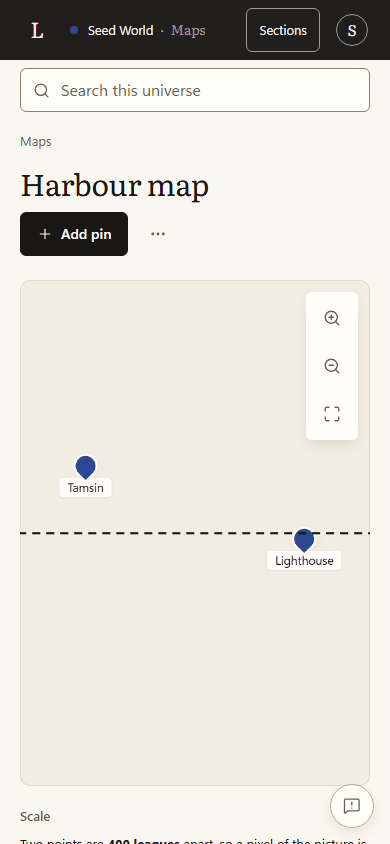 L
Seed World · Maps
Sections
S
Search this universe
Maps
Harbour map
Add pin
Tamsin
Lighthouse
Scale
Two points are 400 leagues apart, so a pixel of the picture is